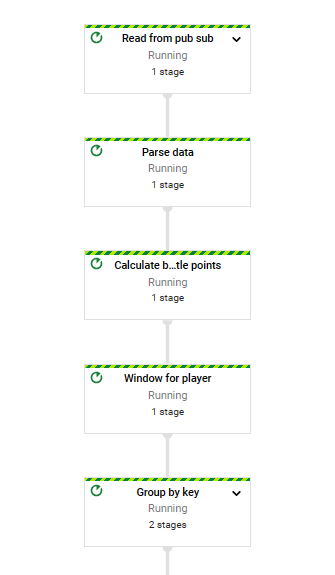 Read from pub sub
Running
1 stage
Parse data
Running
1 stage
Calculate b...tle points
Running
1 stage
Window for player
Running
1 stage
Group by key
Running
2 stages